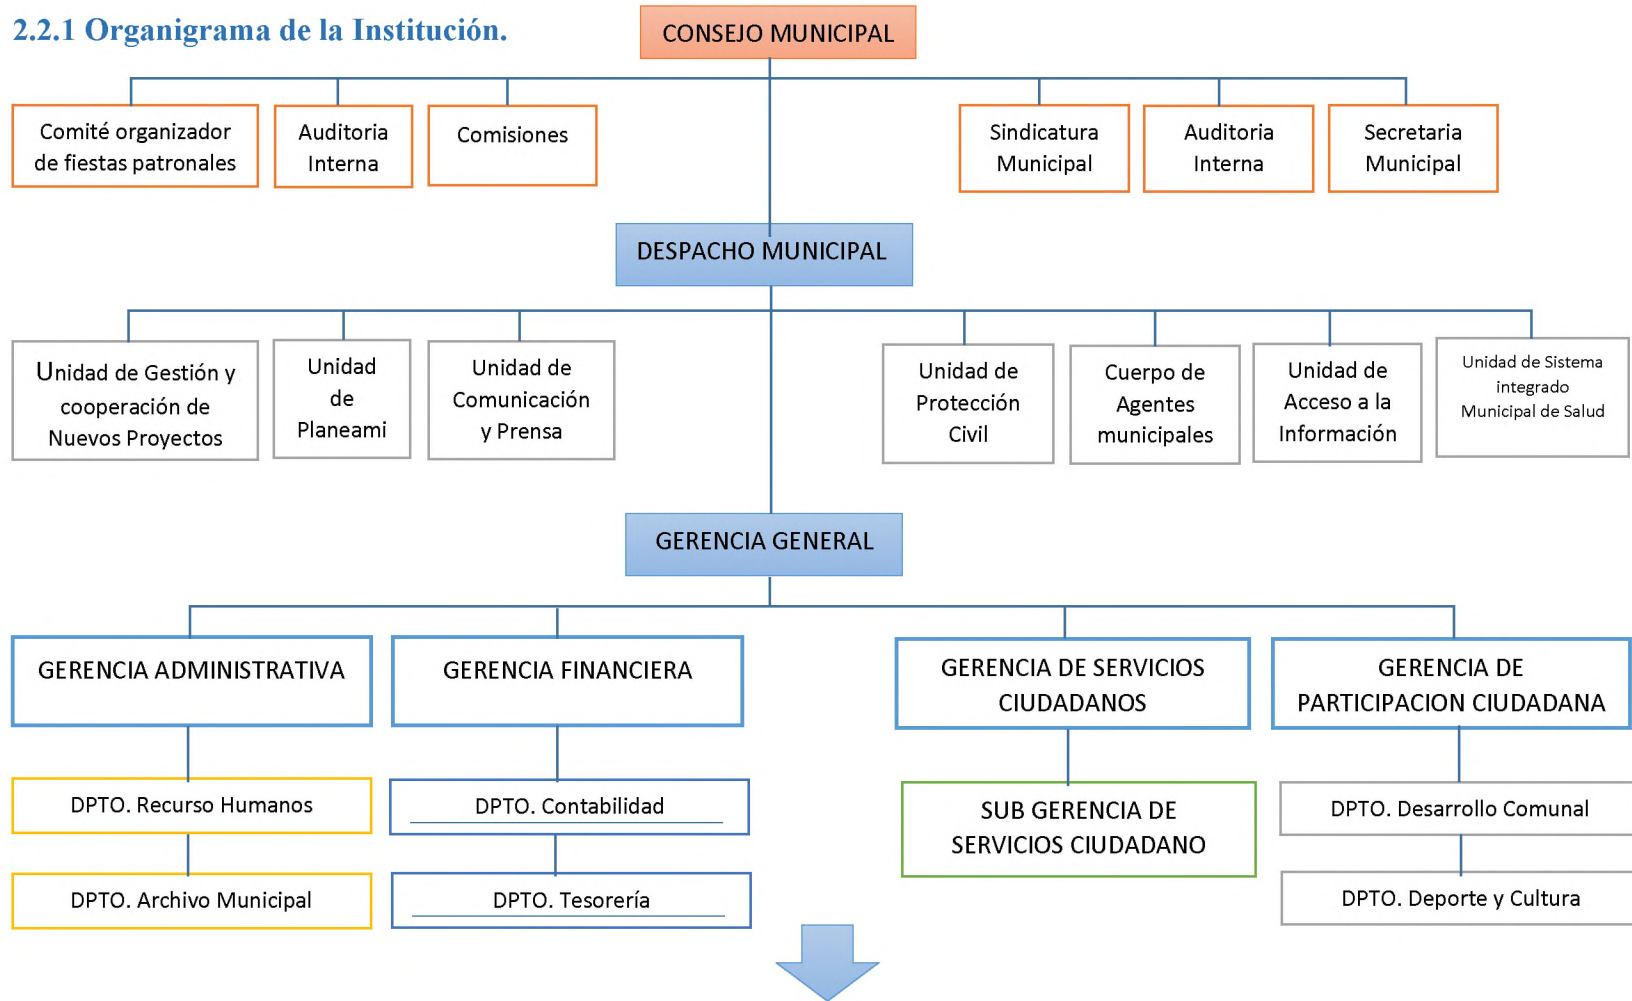 2.2.1 Organigrama de la Institución.
CONSEJO MUNICIPAL
Comité organizador
de fiestas patronales
Auditoria
Interna
Comisiones
Sindicatura
Municipal
Auditoria
Interna
Secretaria
Municipal
DESPACHO MUNICIPAL
Unidad de Gestión y
cooperación de
Nuevos Proyectos
Unidad
de
Planeami
Unidad de
Comunicación
y Prensa
Unidad de
Protección
Civil
Cuerpo de
Agentes
municipales
Unidad de
Acceso a la
Información
Unidad de Sistema
integrado
Municipal de Salud
GERENCIA GENERAL
GERENCIA ADMINISTRATIVA
GERENCIA FINANCIERA
GERENCIA DE SERVICIOS
CIUDADANOS
GERENCIA DE
PARTICIPACION CIUDADANA
DPTO. Recurso Humanos
DPTO. Contabilidad
SUB GERENCIA DE
SERVICIOS CIUDADANO
DPTO. Desarrollo Comunal
DPTO. Archivo Municipal
DPTO. Tesorería
DPTO. Deporte y Cultura